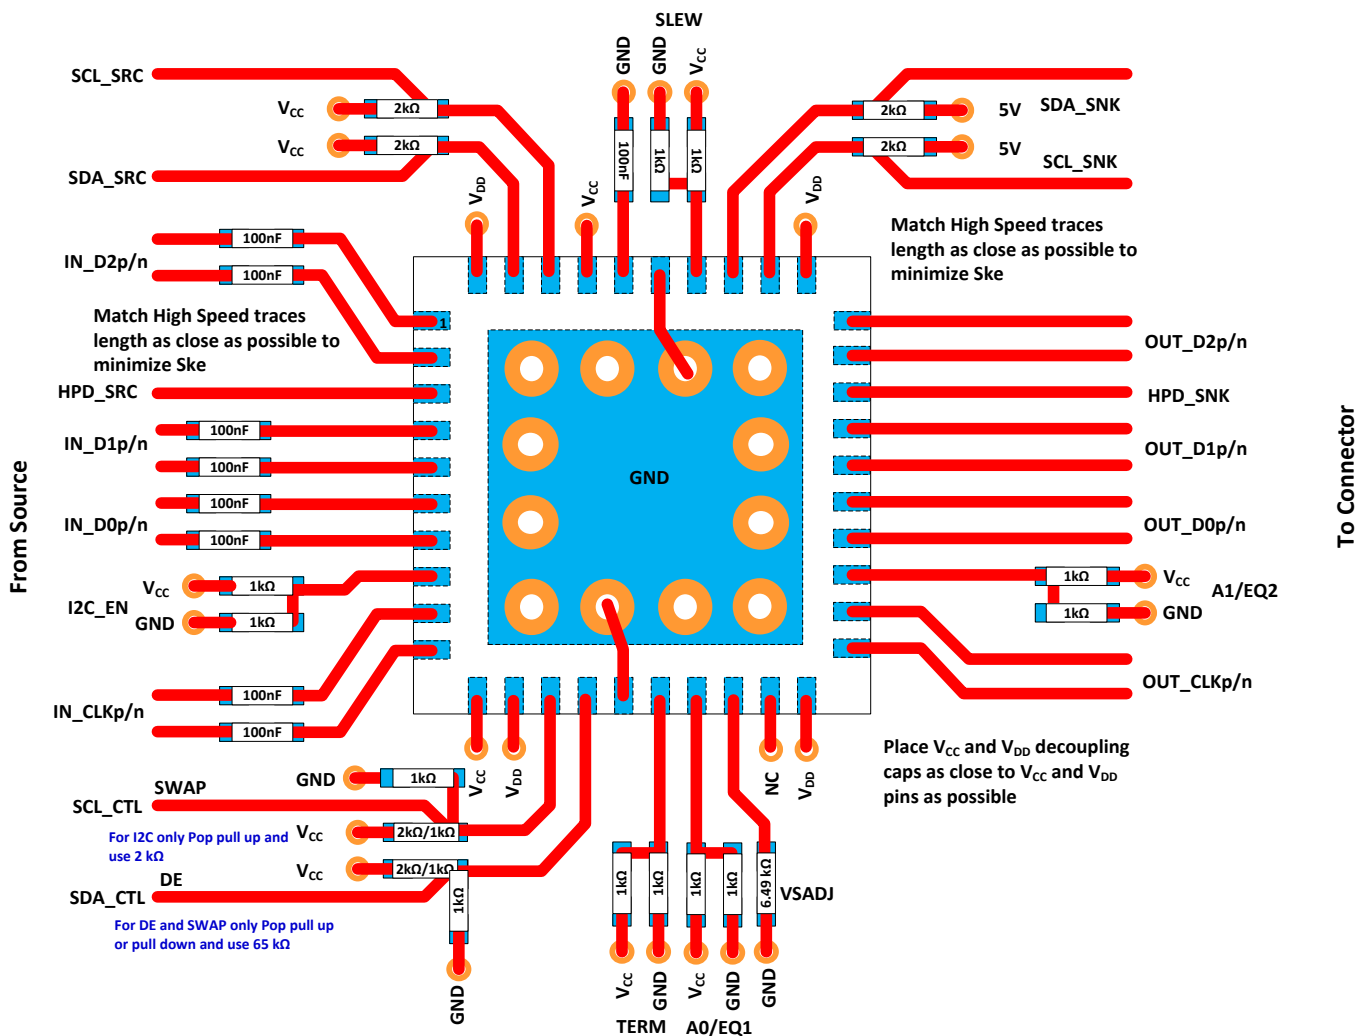 SLEW
GND
GND
VCC
SCL_SRC
VCC
2kΩ
VCC
2kΩ
SDA_SRC
100nF
1kΩ
1kΩ
2kΩ
5V
SDA_SNK
2kΩ
5V
SCL_SNK
VDD
VCC
VDD
Match High Speed traces
length as close as possible to
minimize Ske
IN_D2p/n
100nF
100nF
Match High Speed traces
length as close as possible to
minimize Ske
1
OUT_D2p/n
HPD_SRC
HPD_SNK
IN_D1p/n
100nF
100nF
OUT_D1p/n
GND
From Source
To Connector
IN_D0p/n
100nF
100nF
OUT_D0p/n
VCC
1kΩ
I2C_EN
GND
1kΩ
1kΩ
VCC
A1/EQ2
1kΩ
GND
IN_CLKp/n
100nF
100nF
OUT_CLKp/n
VCC
VDD
NC
VDD
Place VCC and VDD decoupling
caps as close to VCC and VDD
pins as possible
GND
1kΩ
SWAP
SCL_CTL
VCC
2kΩ/1kΩ
For I2C only Pop pull up and
use 2 kΩ
VCC
2kΩ/1kΩ
DE
SDA_CTL
1kΩ
For DE and SWAP only Pop pull up
or pull down and use 65 kΩ
GND
1kΩ
1kΩ
1kΩ
1kΩ
6.49 kΩ
VSADJ
VCC
GND
VCC
GND
GND
TERM
A0/EQ1